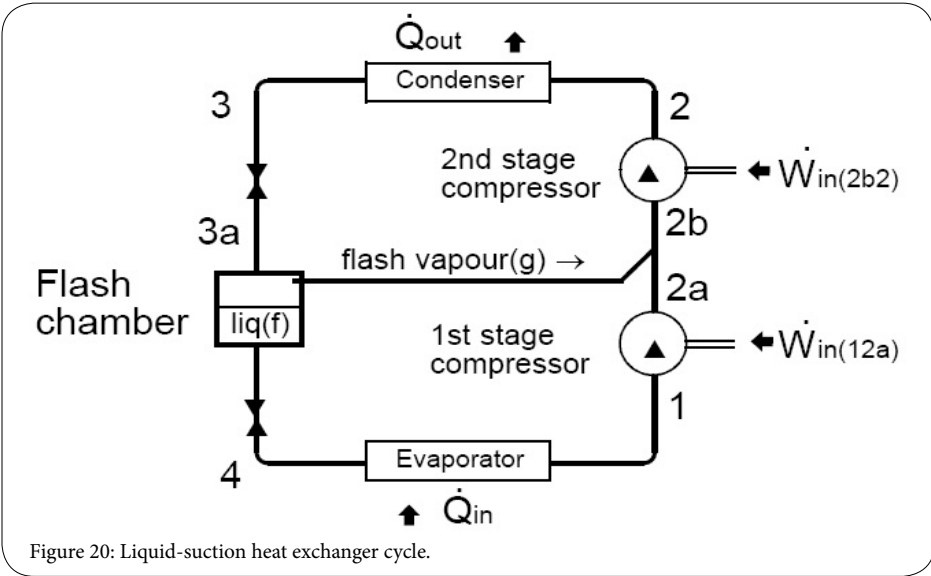 Q̇out
Condenser
3
2
2nd stage
compressor
Ẇin(2b2)
3a
2b
flash vapour(g) →
Flash
chamber
liq(f)
2a
1st stage
compressor
Ẇin(12a)
1
Evaporator
4
Q̇in
Figure 20: Liquid-suction heat exchanger cycle.